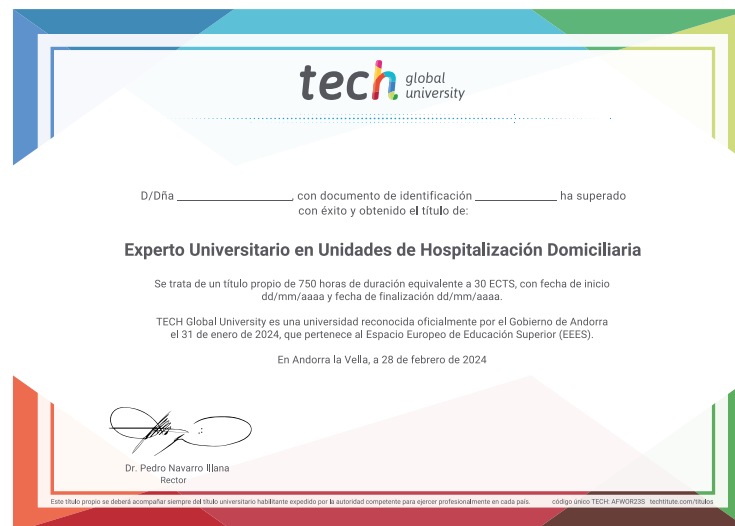 tech global
university
D/Dña ____________, con documento de identificación ____________ ha superado
con éxito y obtenido el título de:
Experto Universitario en Unidades de Hospitalización Domiciliaria
Se trata de un título propio de 750 horas de duración equivalente a 30 ECTS, con fecha de inicio
dd/mm/aaaa y fecha de finalización dd/mm/aaaa.
TECH Global University es una universidad reconocida oficialmente por el Gobierno de Andorra
el 31 de enero de 2024, que pertenece al Espacio Europeo de Educación Superior (EEES).
En Andorra la Vella, a 28 de febrero de 2024
Dr. Pedro Navarro Illana
Rector
Este título propio se deberá acompañar siempre del título universitario habilitante expedido por la autoridad competente para ejercer profesionalmente en cada país. código único TECH: AFWOR23S techtitute.com/titulos